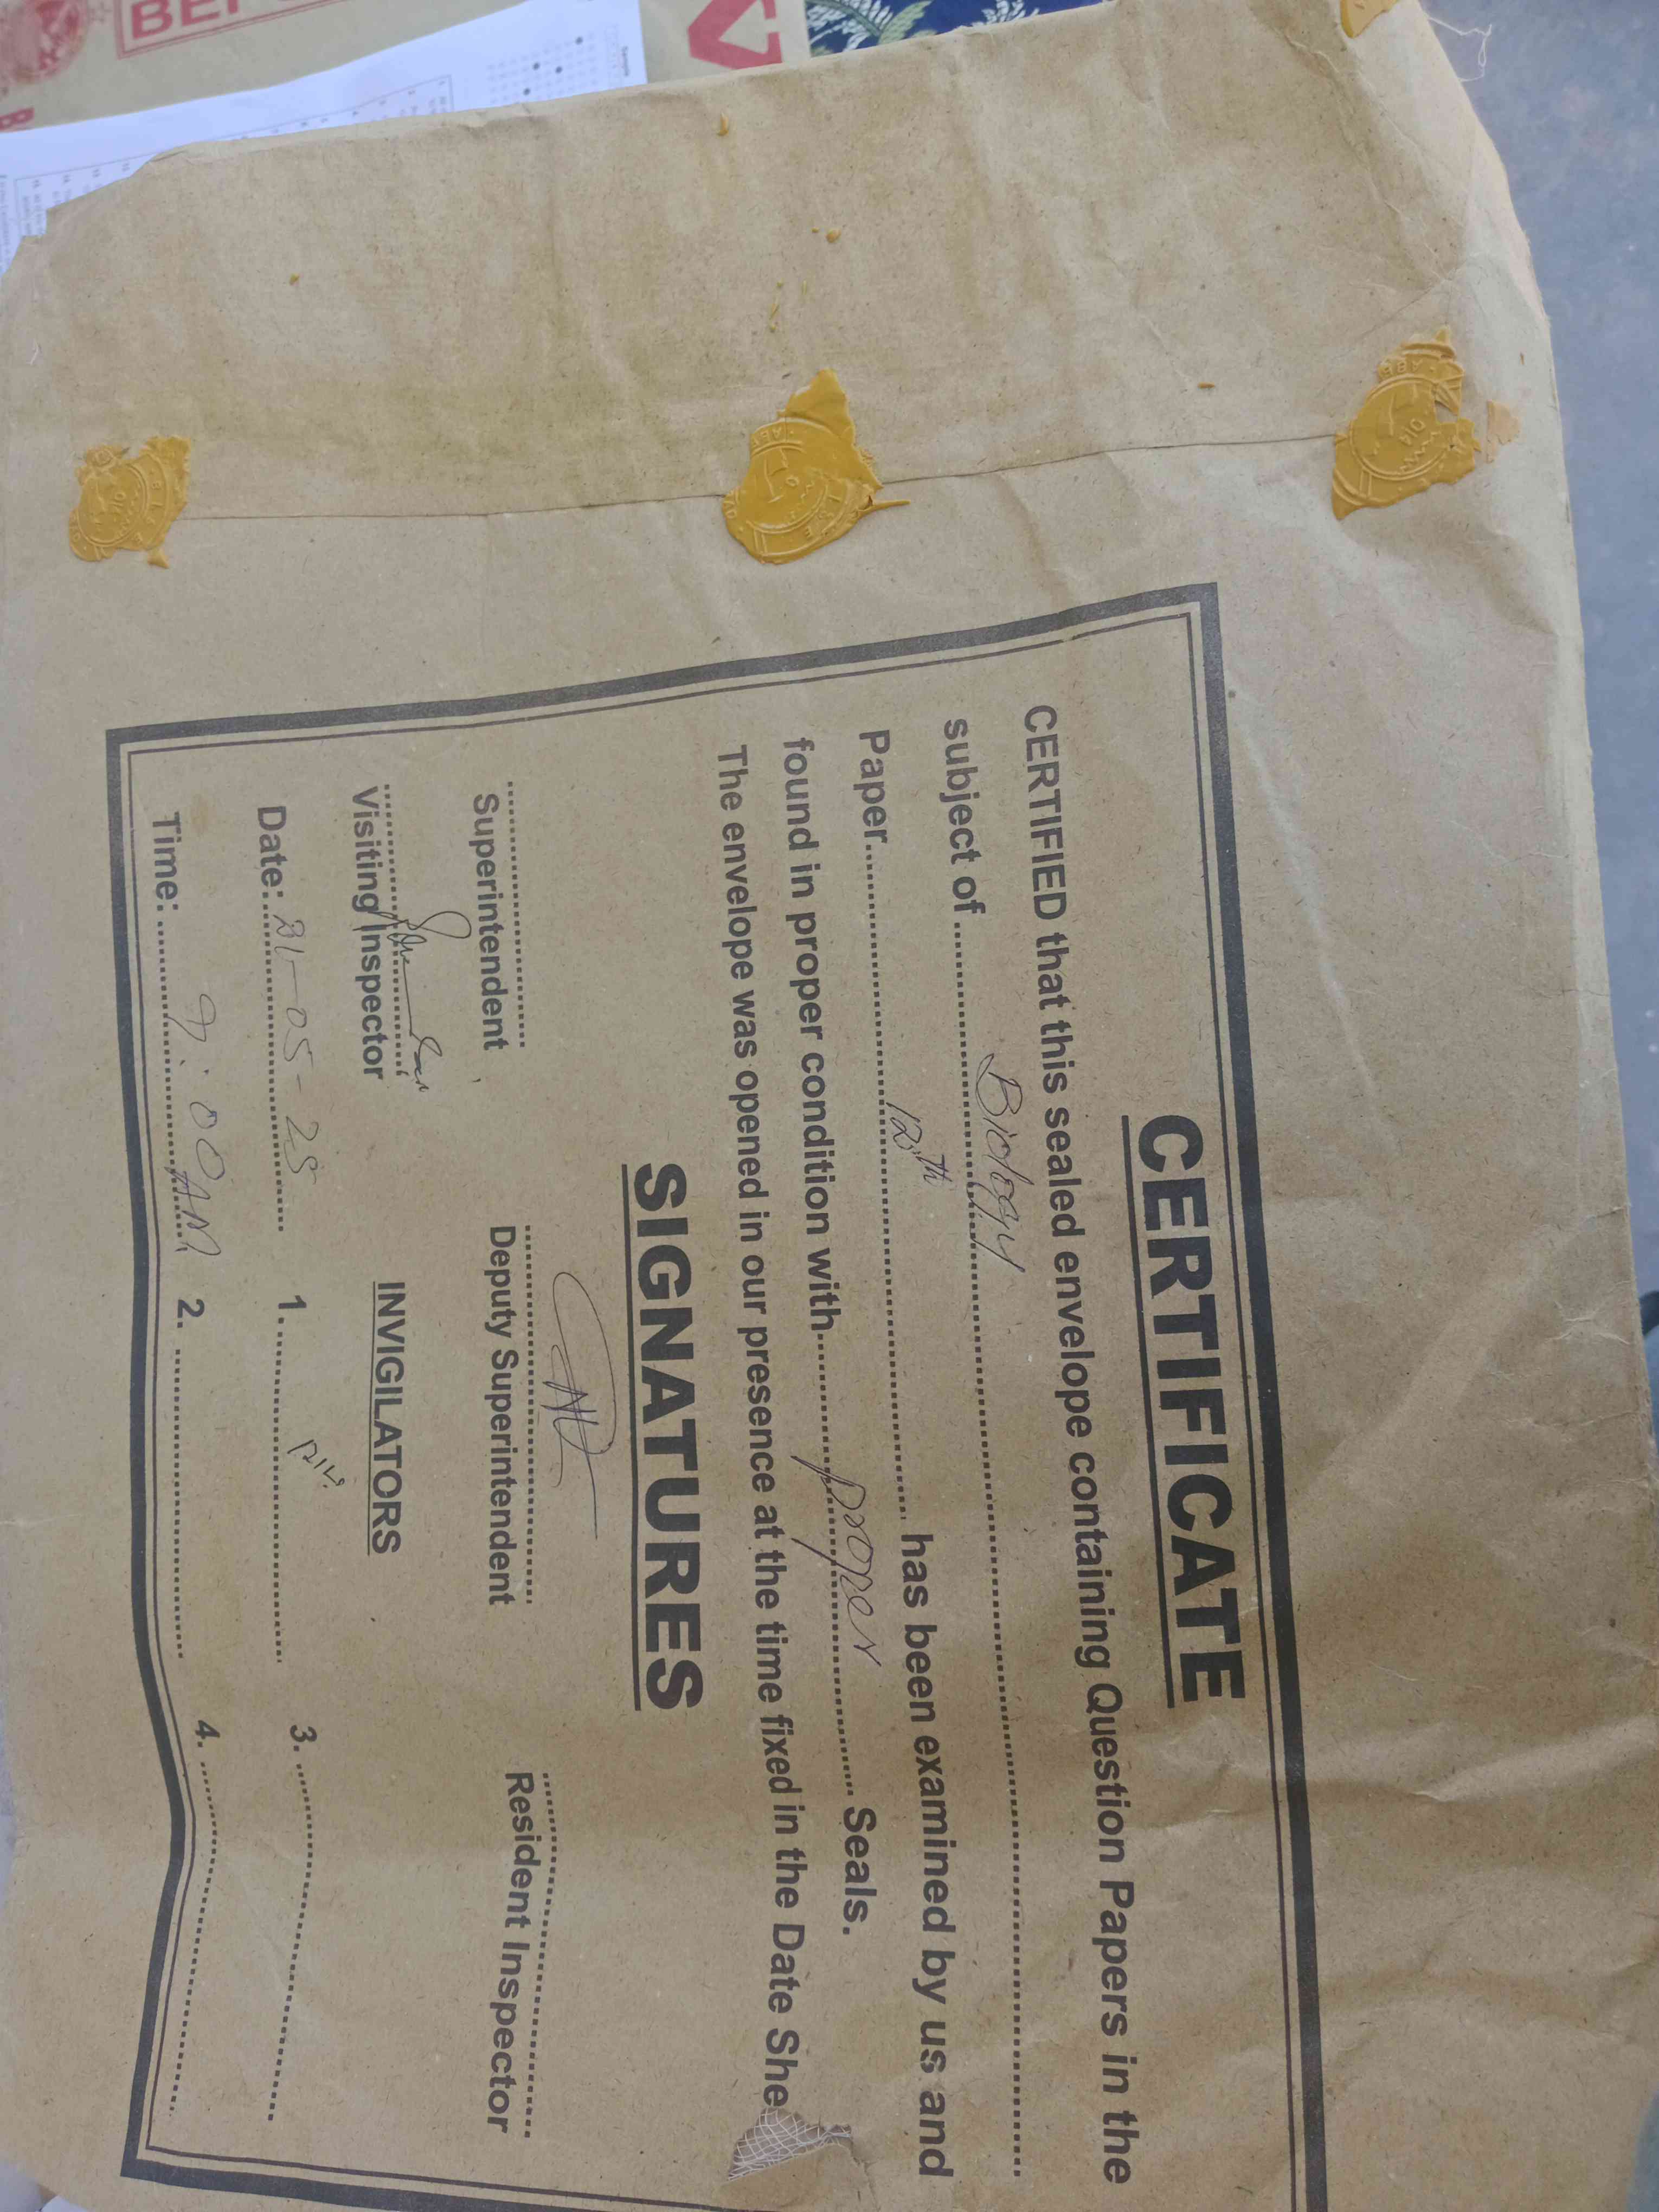 CERTIFICATE
CERTIFIED that this sealed envelope containing Question Papers in the
subject of .......... Biology ..........
Paper .......... 12th .......... has been examined by us and
found in proper condition with .......... proper .......... Seals.
The envelope was opened in our presence at the time fixed in the Date She
SIGNATURES
Superintendent Deputy Superintendent Resident Inspector
Visiting Inspector INVIGILATORS
Date: 21-05-25 1. .......... 3. ..........
Time: 9:00 AM 2. .......... 4. ..........
Sample